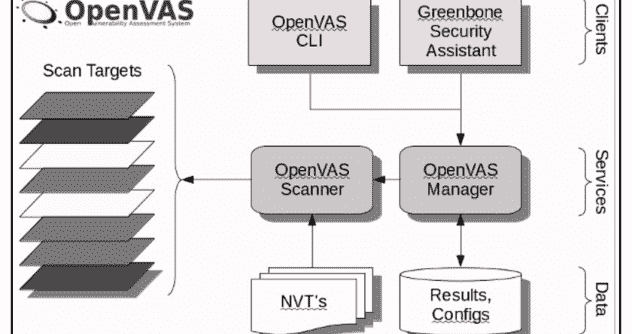 OpenVAS
Open Vulnerability Assessment System
OpenVAS
CLI
Greenbone
Security
Assistant
Clients
Scan Targets
OpenVAS
Scanner
OpenVAS
Manager
Services
NVT's
Results,
Configs
Data